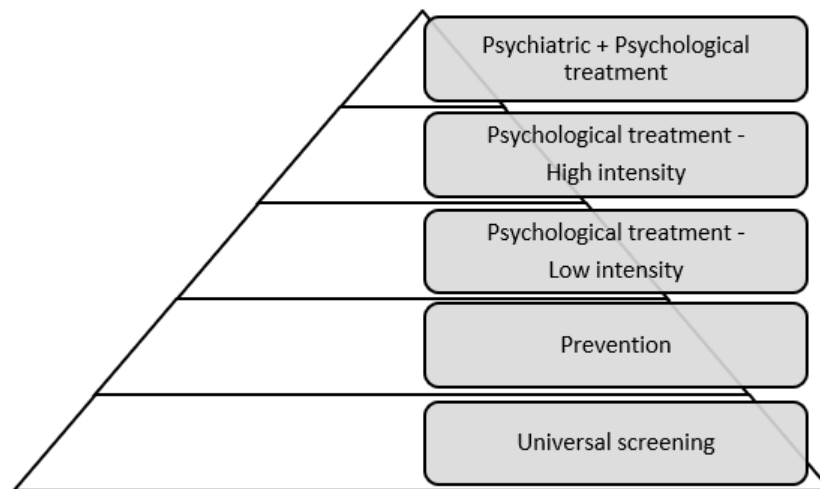 Psychiatric + Psychological
treatment
Psychological treatment -
High intensity
Psychological treatment -
Low intensity
Prevention
Universal screening